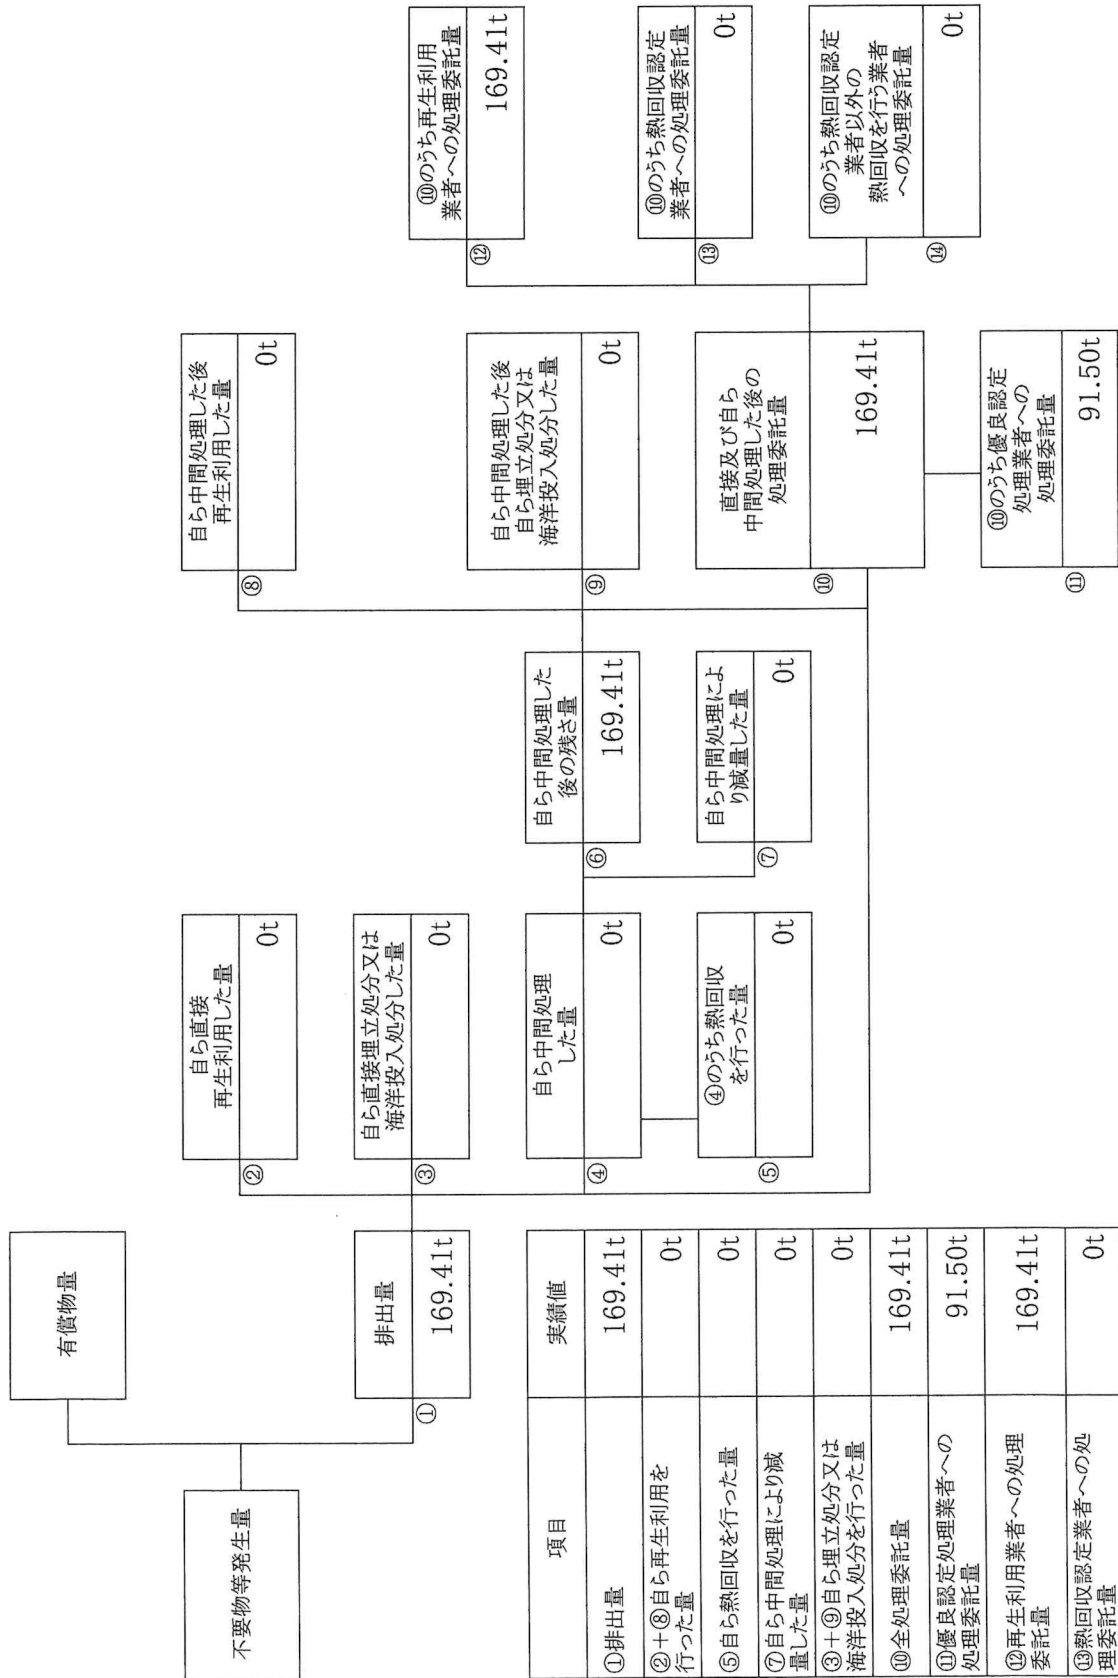 不要物等発生量
有償物量
①
排出量
169.41t
②
自ら直接
再生利用した量
0t
③
自ら直接埋立処分又は
海洋投入処分した量
0t
④
自ら中間処理
した量
0t
⑤
④のうち熱回収
を行った量
0t
⑥
自ら中間処理した
後の残さ量
169.41t
⑦
自ら中間処理によ
り減量した量
0t
⑧
自ら中間処理した後
再生利用した量
0t
⑨
自ら中間処理した後
自ら埋立処分又は
海洋投入処分した量
0t
⑩
直接及び自ら
中間処理した後の
処理委託量
169.41t
⑪
⑩のうち優良認定
処理業者への
処理委託量
91.50t
⑫
⑩のうち再生利用
業者への処理委託量
169.41t
⑬
⑩のうち熱回収認定
業者への処理委託量
0t
⑭
⑩のうち熱回収認定
業者以外の
熱回収を行う業者
への処理委託量
0t
項目 実績値
①排出量 169.41t
②+⑧自ら再生利用を
行った量 0t
⑤自ら熱回収を行った量 0t
⑦自ら中間処理により減
量した量 0t
③+⑨自ら埋立処分又は
海洋投入処分を行った量 0t
⑩全処理委託量 169.41t
⑪優良認定処理業者への
処理委託量 91.50t
⑫再生利用業者への処理
委託量 169.41t
⑬熱回収認定業者への処
理委託量 0t